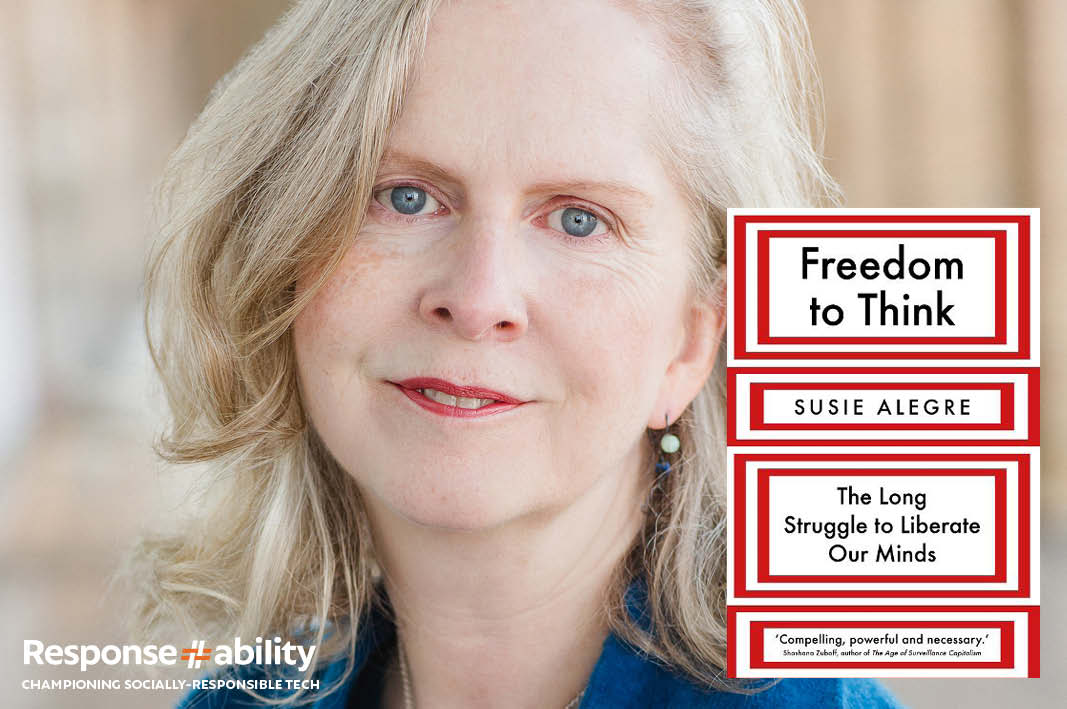 Freedom
to Think
SUSIE ALEGRE
The Long
Struggle to Liberate
Our Minds
‘Compelling, powerful and necessary.’
Shoshana Zuboff, author of The Age of Surveillance Capitalism
Response-ability
CHAMPIONING SOCIALLY-RESPONSIBLE TECH